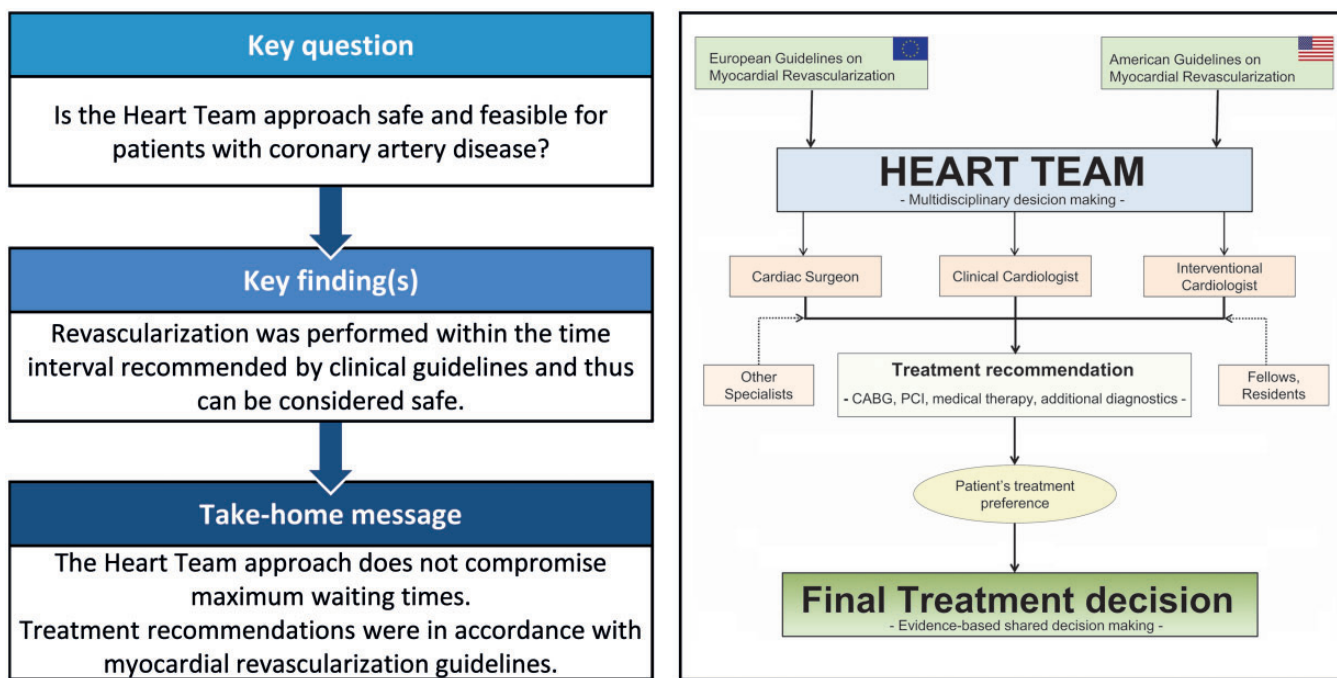 Key question
Is the Heart Team approach safe and feasible for
patients with coronary artery disease?
Key finding(s)
Revascularization was performed within the time
interval recommended by clinical guidelines and thus
can be considered safe.
Take-home message
The Heart Team approach does not compromise
maximum waiting times.
Treatment recommendations were in accordance with
myocardial revascularization guidelines.
European Guidelines on
Myocardial Revascularization
American Guidelines on
Myocardial Revascularization
HEART TEAM
- Multidisciplinary desicion making -
Cardiac Surgeon
Clinical Cardiologist
Interventional
Cardiologist
Other
Specialists
Treatment recommendation
- CABG, PCI, medical therapy, additional diagnostics -
Fellows,
Residents
Patient's treatment
preference
Final Treatment decision
- Evidence-based shared decision making -